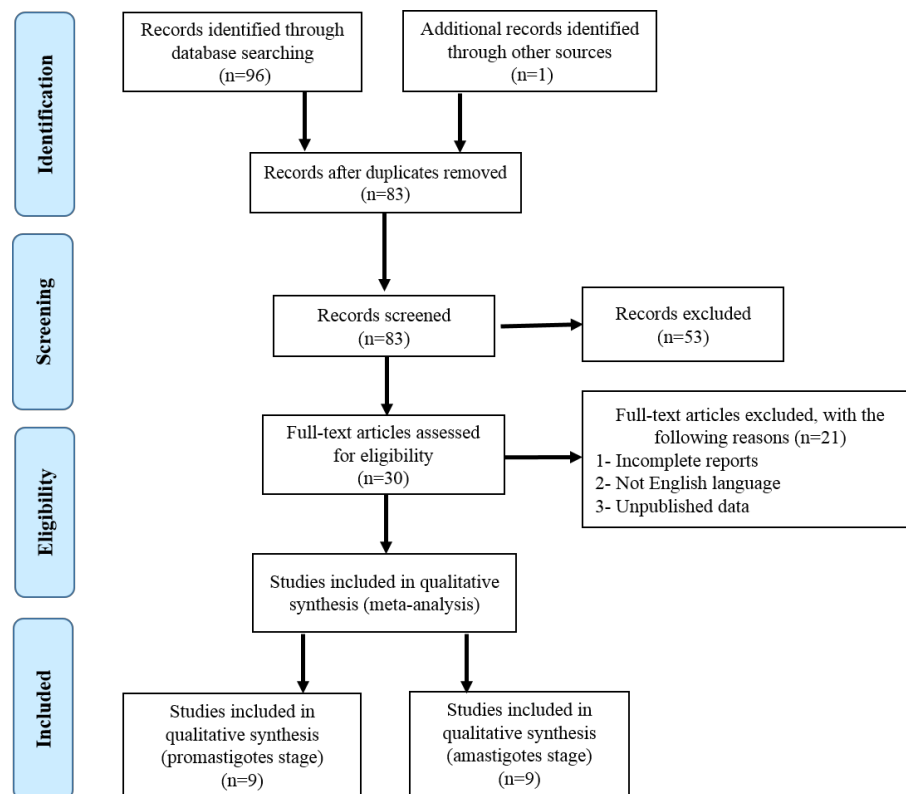 Identification
Records identified through
database searching
(n=96)
Additional records identified
through other sources
(n=1)
Records after duplicates removed
(n=83)
Screening
Records screened
(n=83)
Records excluded
(n=53)
Eligibility
Full-text articles assessed
for eligibility
(n=30)
Full-text articles excluded, with the
following reasons (n=21)
1- Incomplete reports
2- Not English language
3- Unpublished data
Studies included in qualitative
synthesis (meta-analysis)
Included
Studies included in
qualitative synthesis
(promastigotes stage)
(n=9)
Studies included in
qualitative synthesis
(amastigotes stage)
(n=9)